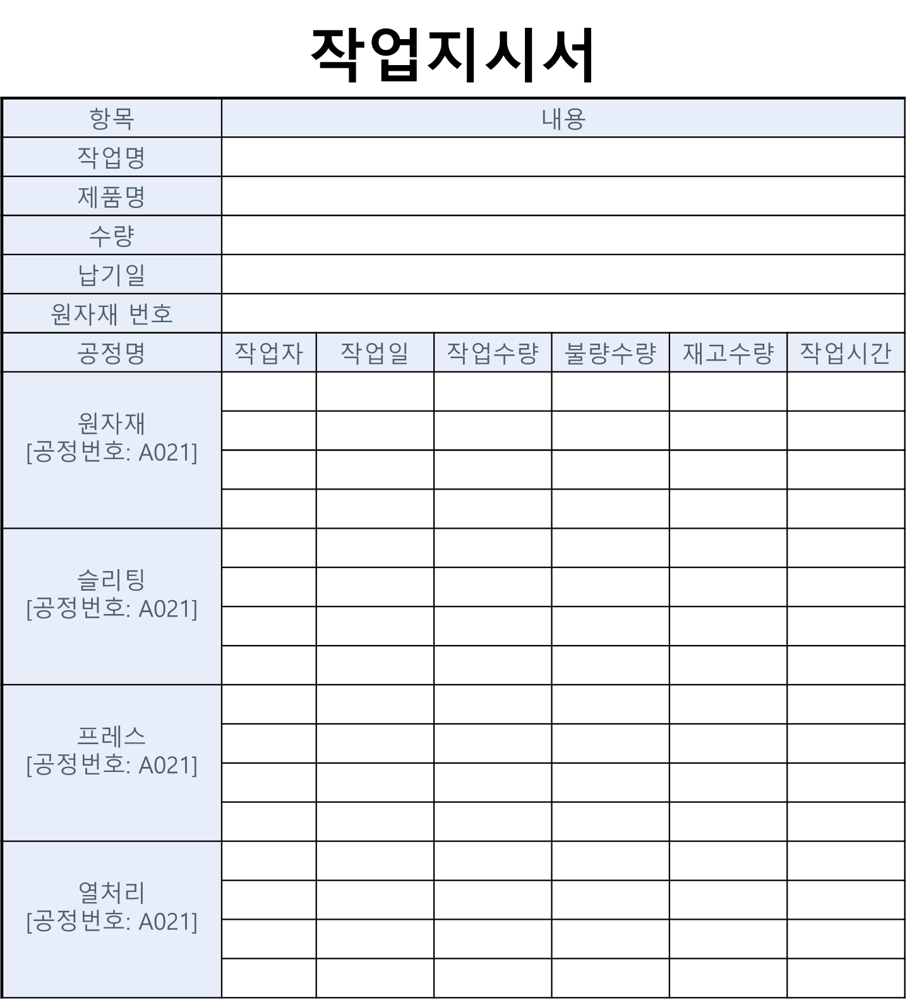 작업지시서
항목 내용
작업명
제품명
수량
납기일
원자재 번호
공정명 작업자 작업일 작업수량 불량수량 재고수량 작업시간
원자재
[공정번호: A021]
슬리팅
[공정번호: A021]
프레스
[공정번호: A021]
열처리
[공정번호: A021]